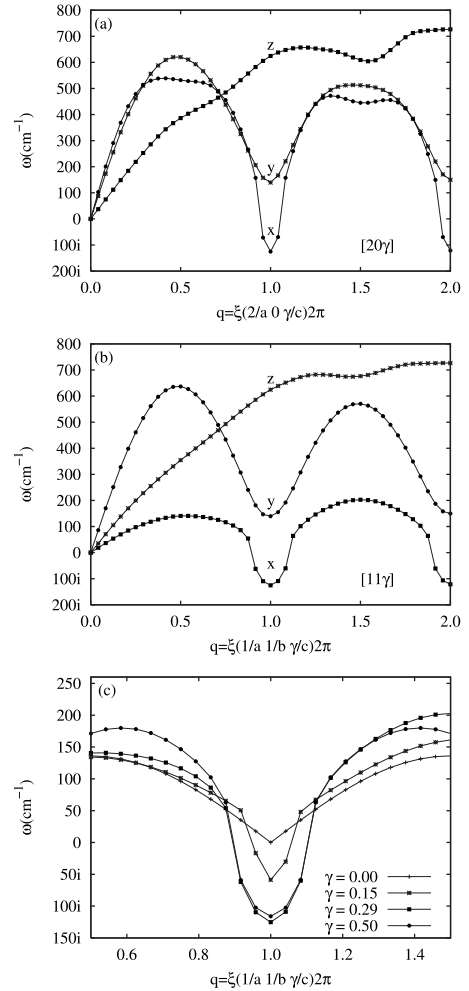 (a)
800
700
600
500
400
300
200
100
0
100i
200i
ω(cm⁻¹)
z
y
x
[20γ]
0.0 0.5 1.0 1.5 2.0
q=ξ(2/a 0 γ/c)2π
(b)
800
700
600
500
400
300
200
100
0
100i
200i
ω(cm⁻¹)
z
y
x
[11γ]
0.0 0.5 1.0 1.5 2.0
q=ξ(1/a 1/b γ/c)2π
(c)
250
200
150
100
50
0
50i
100i
150i
ω(cm⁻¹)
γ = 0.00
γ = 0.15
γ = 0.29
γ = 0.50
0.6 0.8 1.0 1.2 1.4
q=ξ(1/a 1/b γ/c)2π